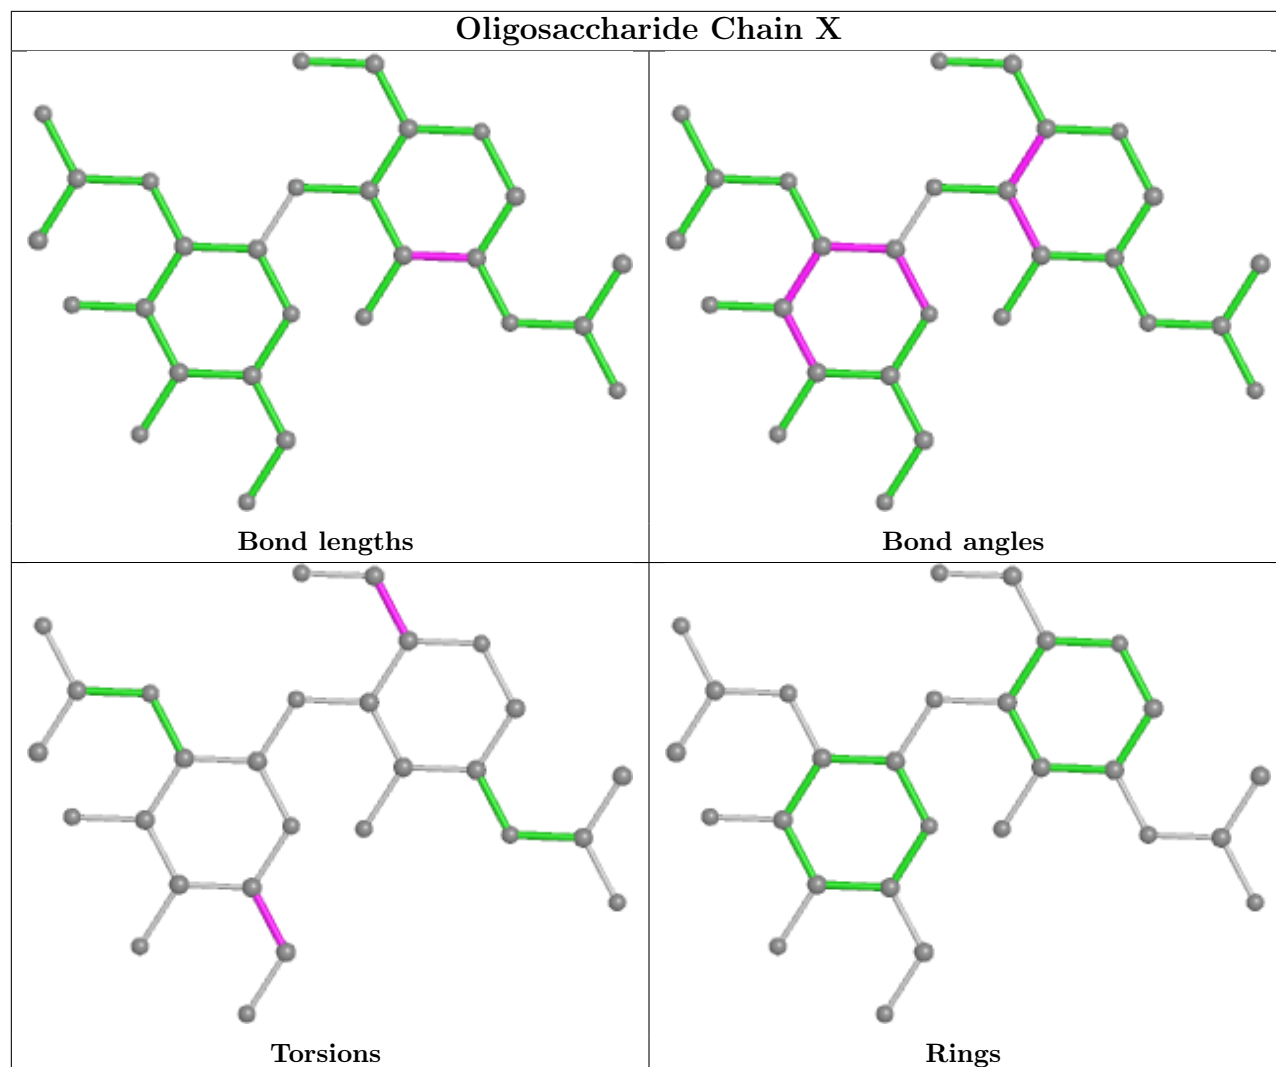 Oligosaccharide Chain X
Bond lengths
Bond angles
Torsions
Rings